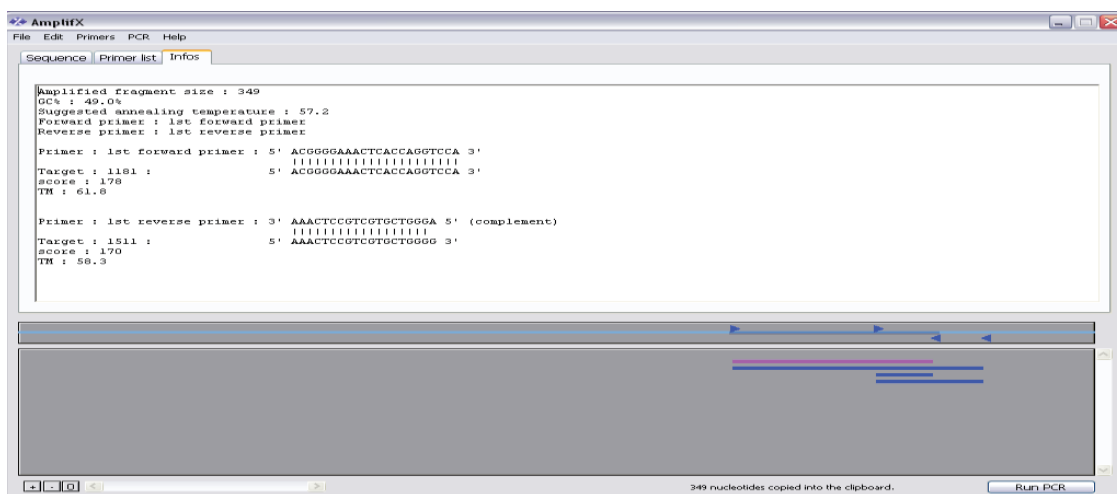 AmplifX
File Edit Primers PCR Help
Sequence Primer list Infos
Amplified fragment size : 349
GC% : 49.0%
Suggested annealing temperature : 57.2
Forward primer : 1st forward primer
Reverse primer : 1st reverse primer
Primer : 1st forward primer : 5' ACGGGGAAACTCACCAGGTCCA 3'
||||||||||||||||||||||
Target : 1181 : 5' ACGGGGAAACTCACCAGGTCCA 3'
score : 178
TM : 61.8
Primer : 1st reverse primer : 3' AAACTCCGTCGTGCTGGGA 5' (complement)
||||||||||||||||||
Target : 1511 : 5' AAACTCCGTCGTGCTGGGG 3'
score : 170
TM : 58.3
+ - 349 nucleotides copied into the clipboard. Run PCR